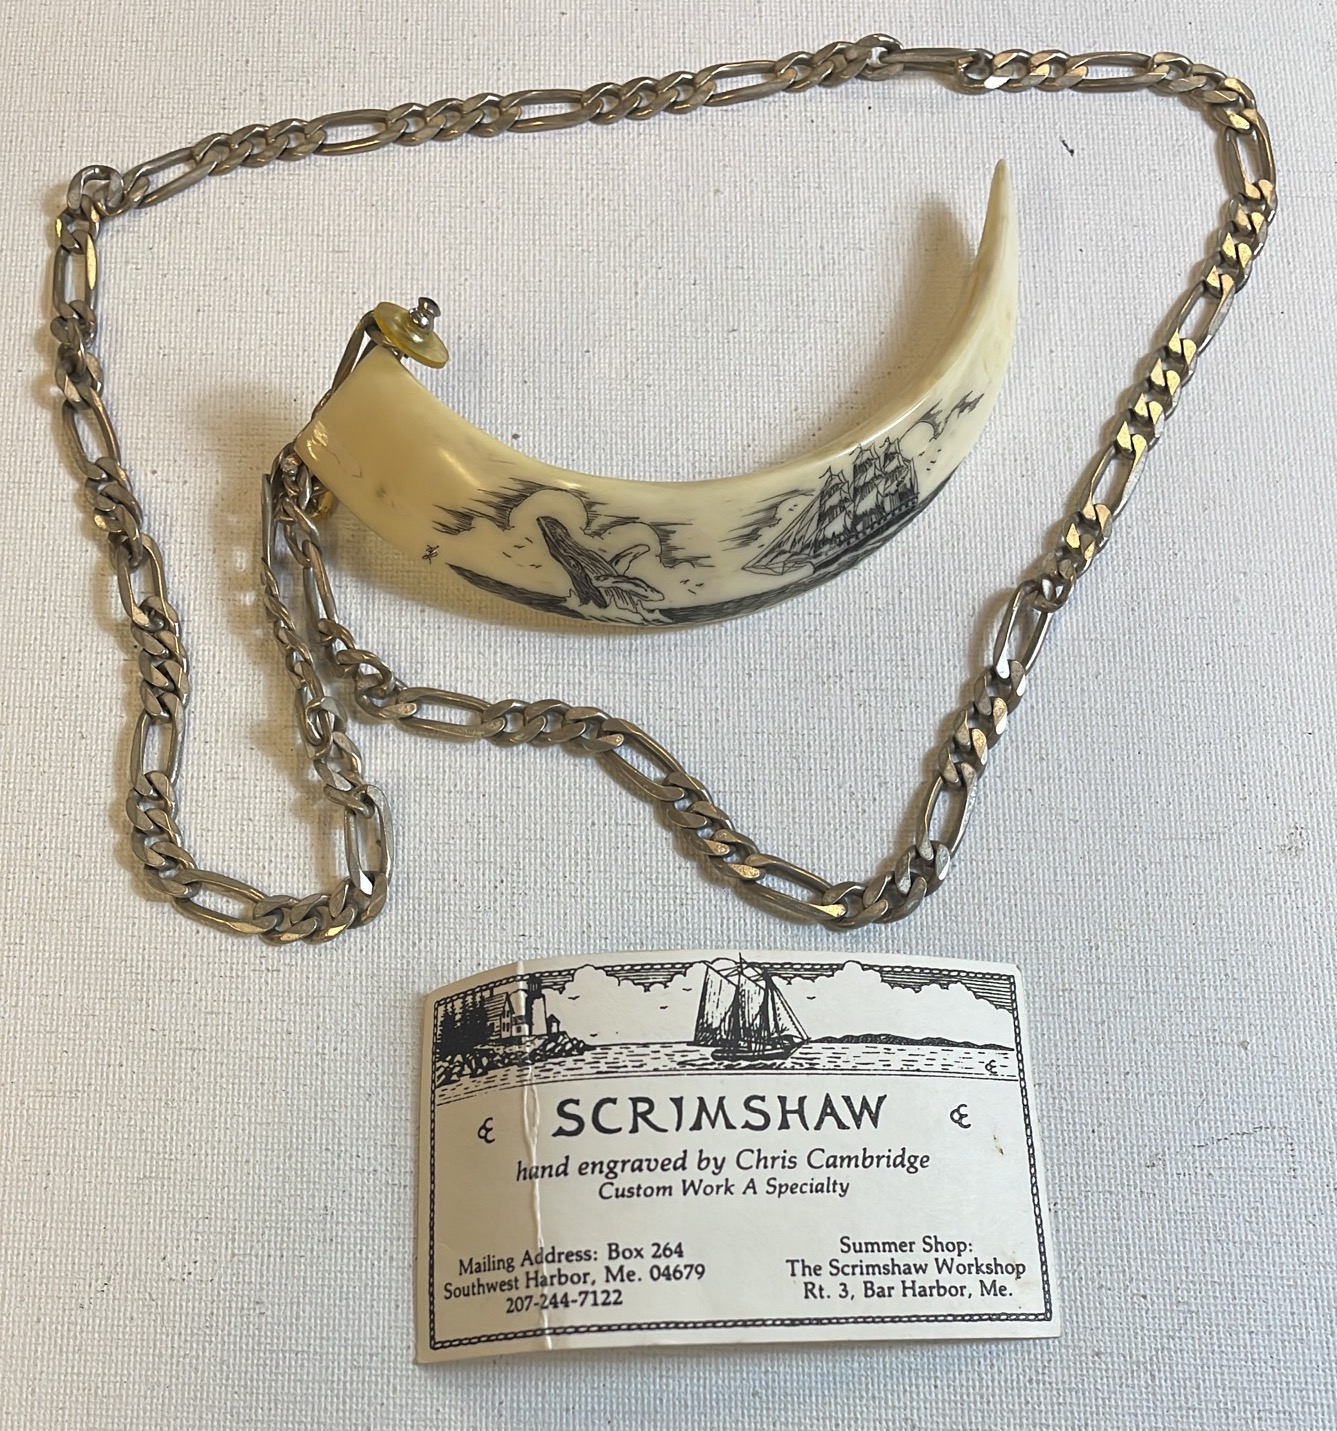 SCRIMSHAW
hand engraved by Chris Cambridge
Custom Work A Specialty
Mailing Address: Box 264
Southwest Harbor, Me. 04679
207-244-7122
Summer Shop:
The Scrimshaw Workshop
Rt. 3, Bar Harbor, Me.